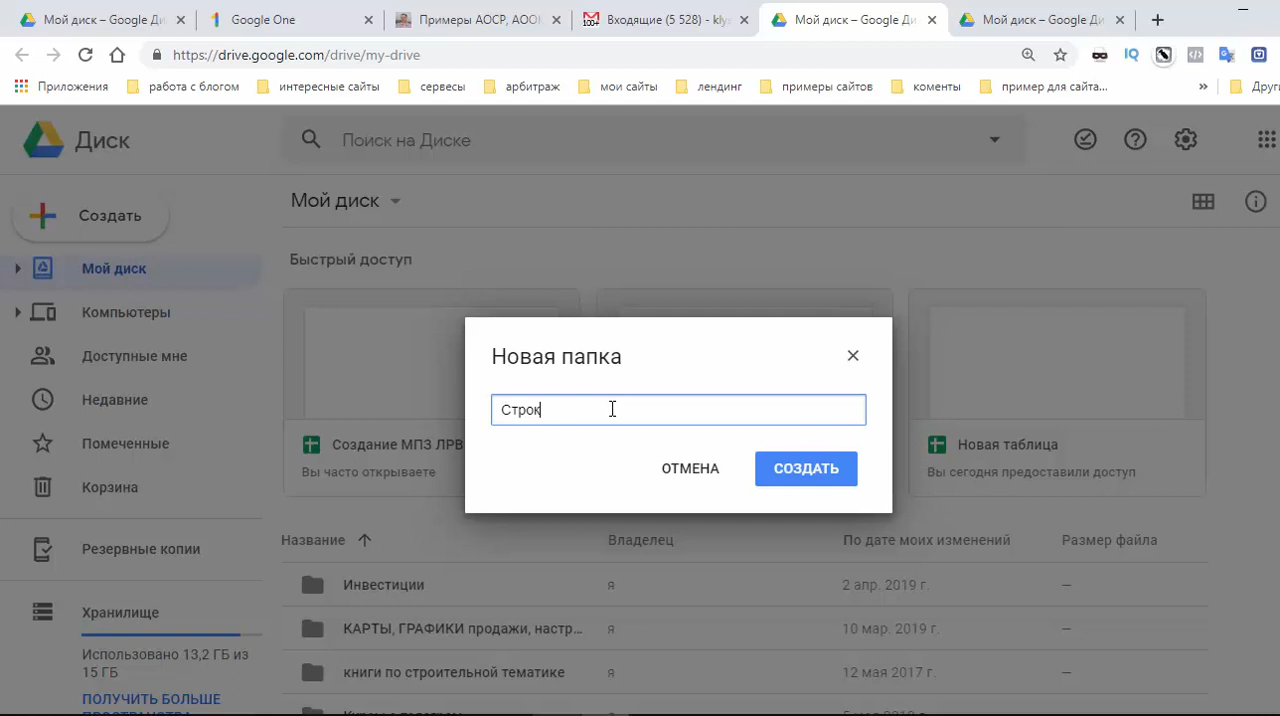 Мой диск – Google Ди
Google One
Примеры АОСР, АООК
Входящие (5 528) - kly
Мой диск – Google Ди
Мой диск – Google Ди
https://drive.google.com/drive/my-drive
Приложения
работа с блогом
интересные сайты
сервесы
арбитраж
мои сайты
лендинг
примеры сайтов
коменты
пример для сайта...
Други
Диск
Поиск на Диске
Создать
Мой диск
Мой диск
Компьютеры
Доступные мне
Недавние
Помеченные
Корзина
Резервные копии
Хранилище
Использовано 13,2 ГБ из
15 ГБ
ПОЛУЧИТЬ БОЛЬШЕ
Быстрый доступ
Создание МПЗ ЛРВ
Вы часто открываете
Новая таблица
Вы сегодня предоставили доступ
Новая папка
Строк
ОТМЕНА
СОЗДАТЬ
Название
Владелец
По дате моих изменений
Размер файла
Инвестиции
я
2 апр. 2019 г.
—
КАРТЫ, ГРАФИКИ продажи, настр...
я
10 мар. 2019 г.
—
книги по строительной тематике
я
12 мая 2017 г.
—